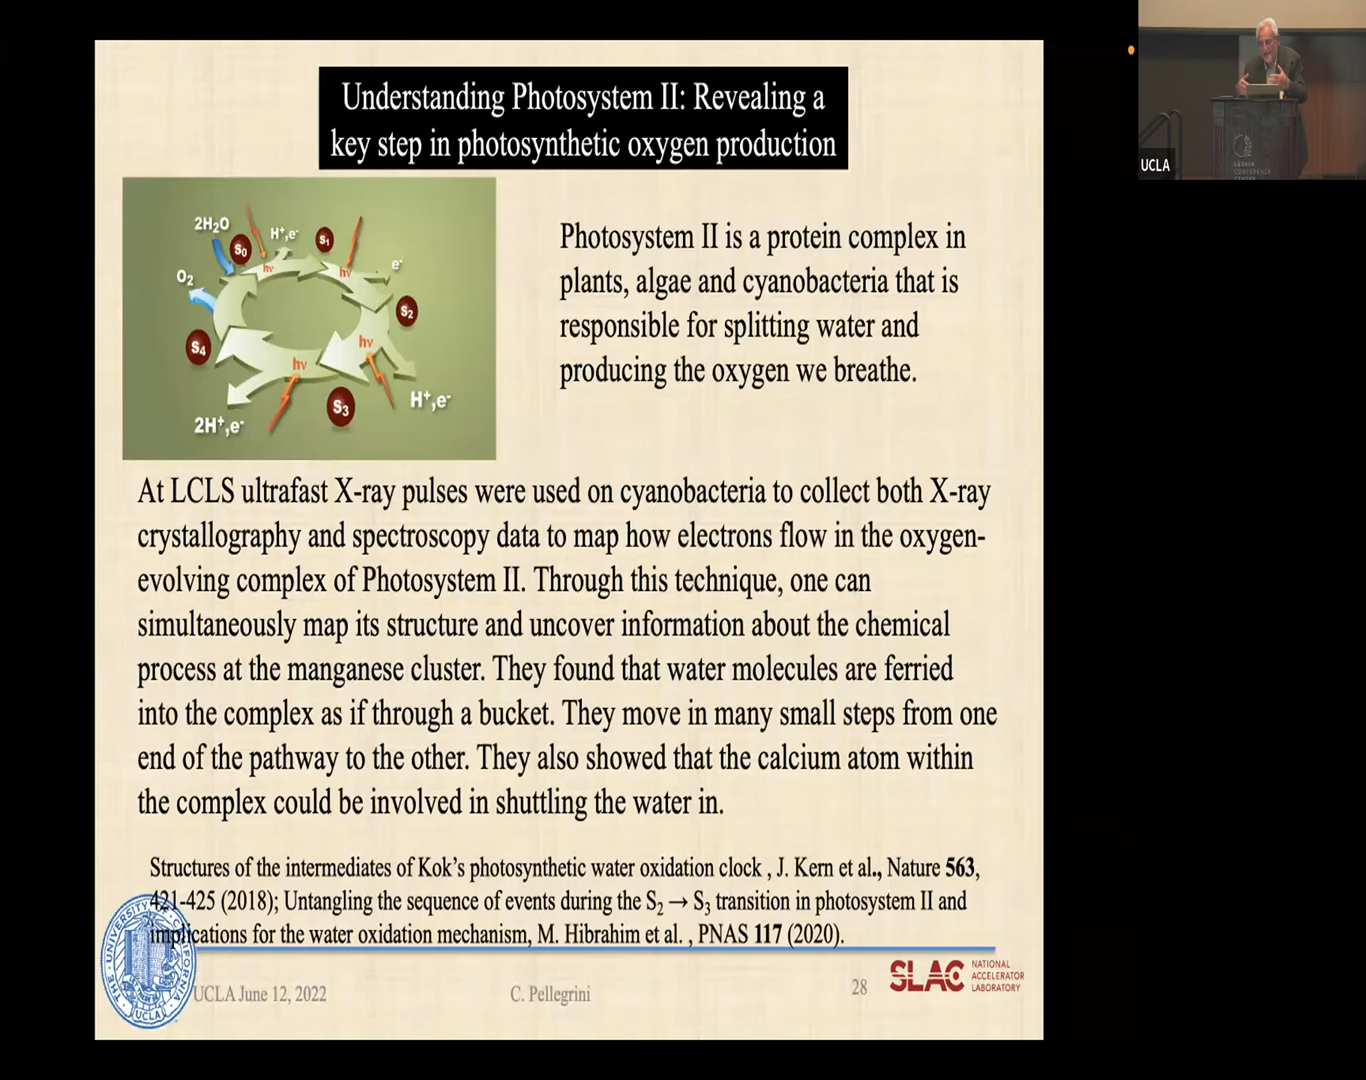 Understanding Photosystem II: Revealing a
key step in photosynthetic oxygen production
2H₂O
S₀
H⁺,e⁻
S₁
hν
hν
e⁻
O₂
S₂
S₄
hν
hν
S₃
H⁺,e⁻
2H⁺,e⁻
Photosystem II is a protein complex in
plants, algae and cyanobacteria that is
responsible for splitting water and
producing the oxygen we breathe.
At LCLS ultrafast X-ray pulses were used on cyanobacteria to collect both X-ray
crystallography and spectroscopy data to map how electrons flow in the oxygen-
evolving complex of Photosystem II. Through this technique, one can
simultaneously map its structure and uncover information about the chemical
process at the manganese cluster. They found that water molecules are ferried
into the complex as if through a bucket. They move in many small steps from one
end of the pathway to the other. They also showed that the calcium atom within
the complex could be involved in shuttling the water in.
Structures of the intermediates of Kok's photosynthetic water oxidation clock , J. Kern et al., Nature 563,
421-425 (2018); Untangling the sequence of events during the S₂ → S₃ transition in photosystem II and
implications for the water oxidation mechanism, M. Hibrahim et al. , PNAS 117 (2020).
UCLA June 12, 2022
C. Pellegrini
28
SLAC NATIONAL
ACCELERATOR
LABORATORY
UCLA
UCLA
LUSKIN
CONFERENCE
CENTER